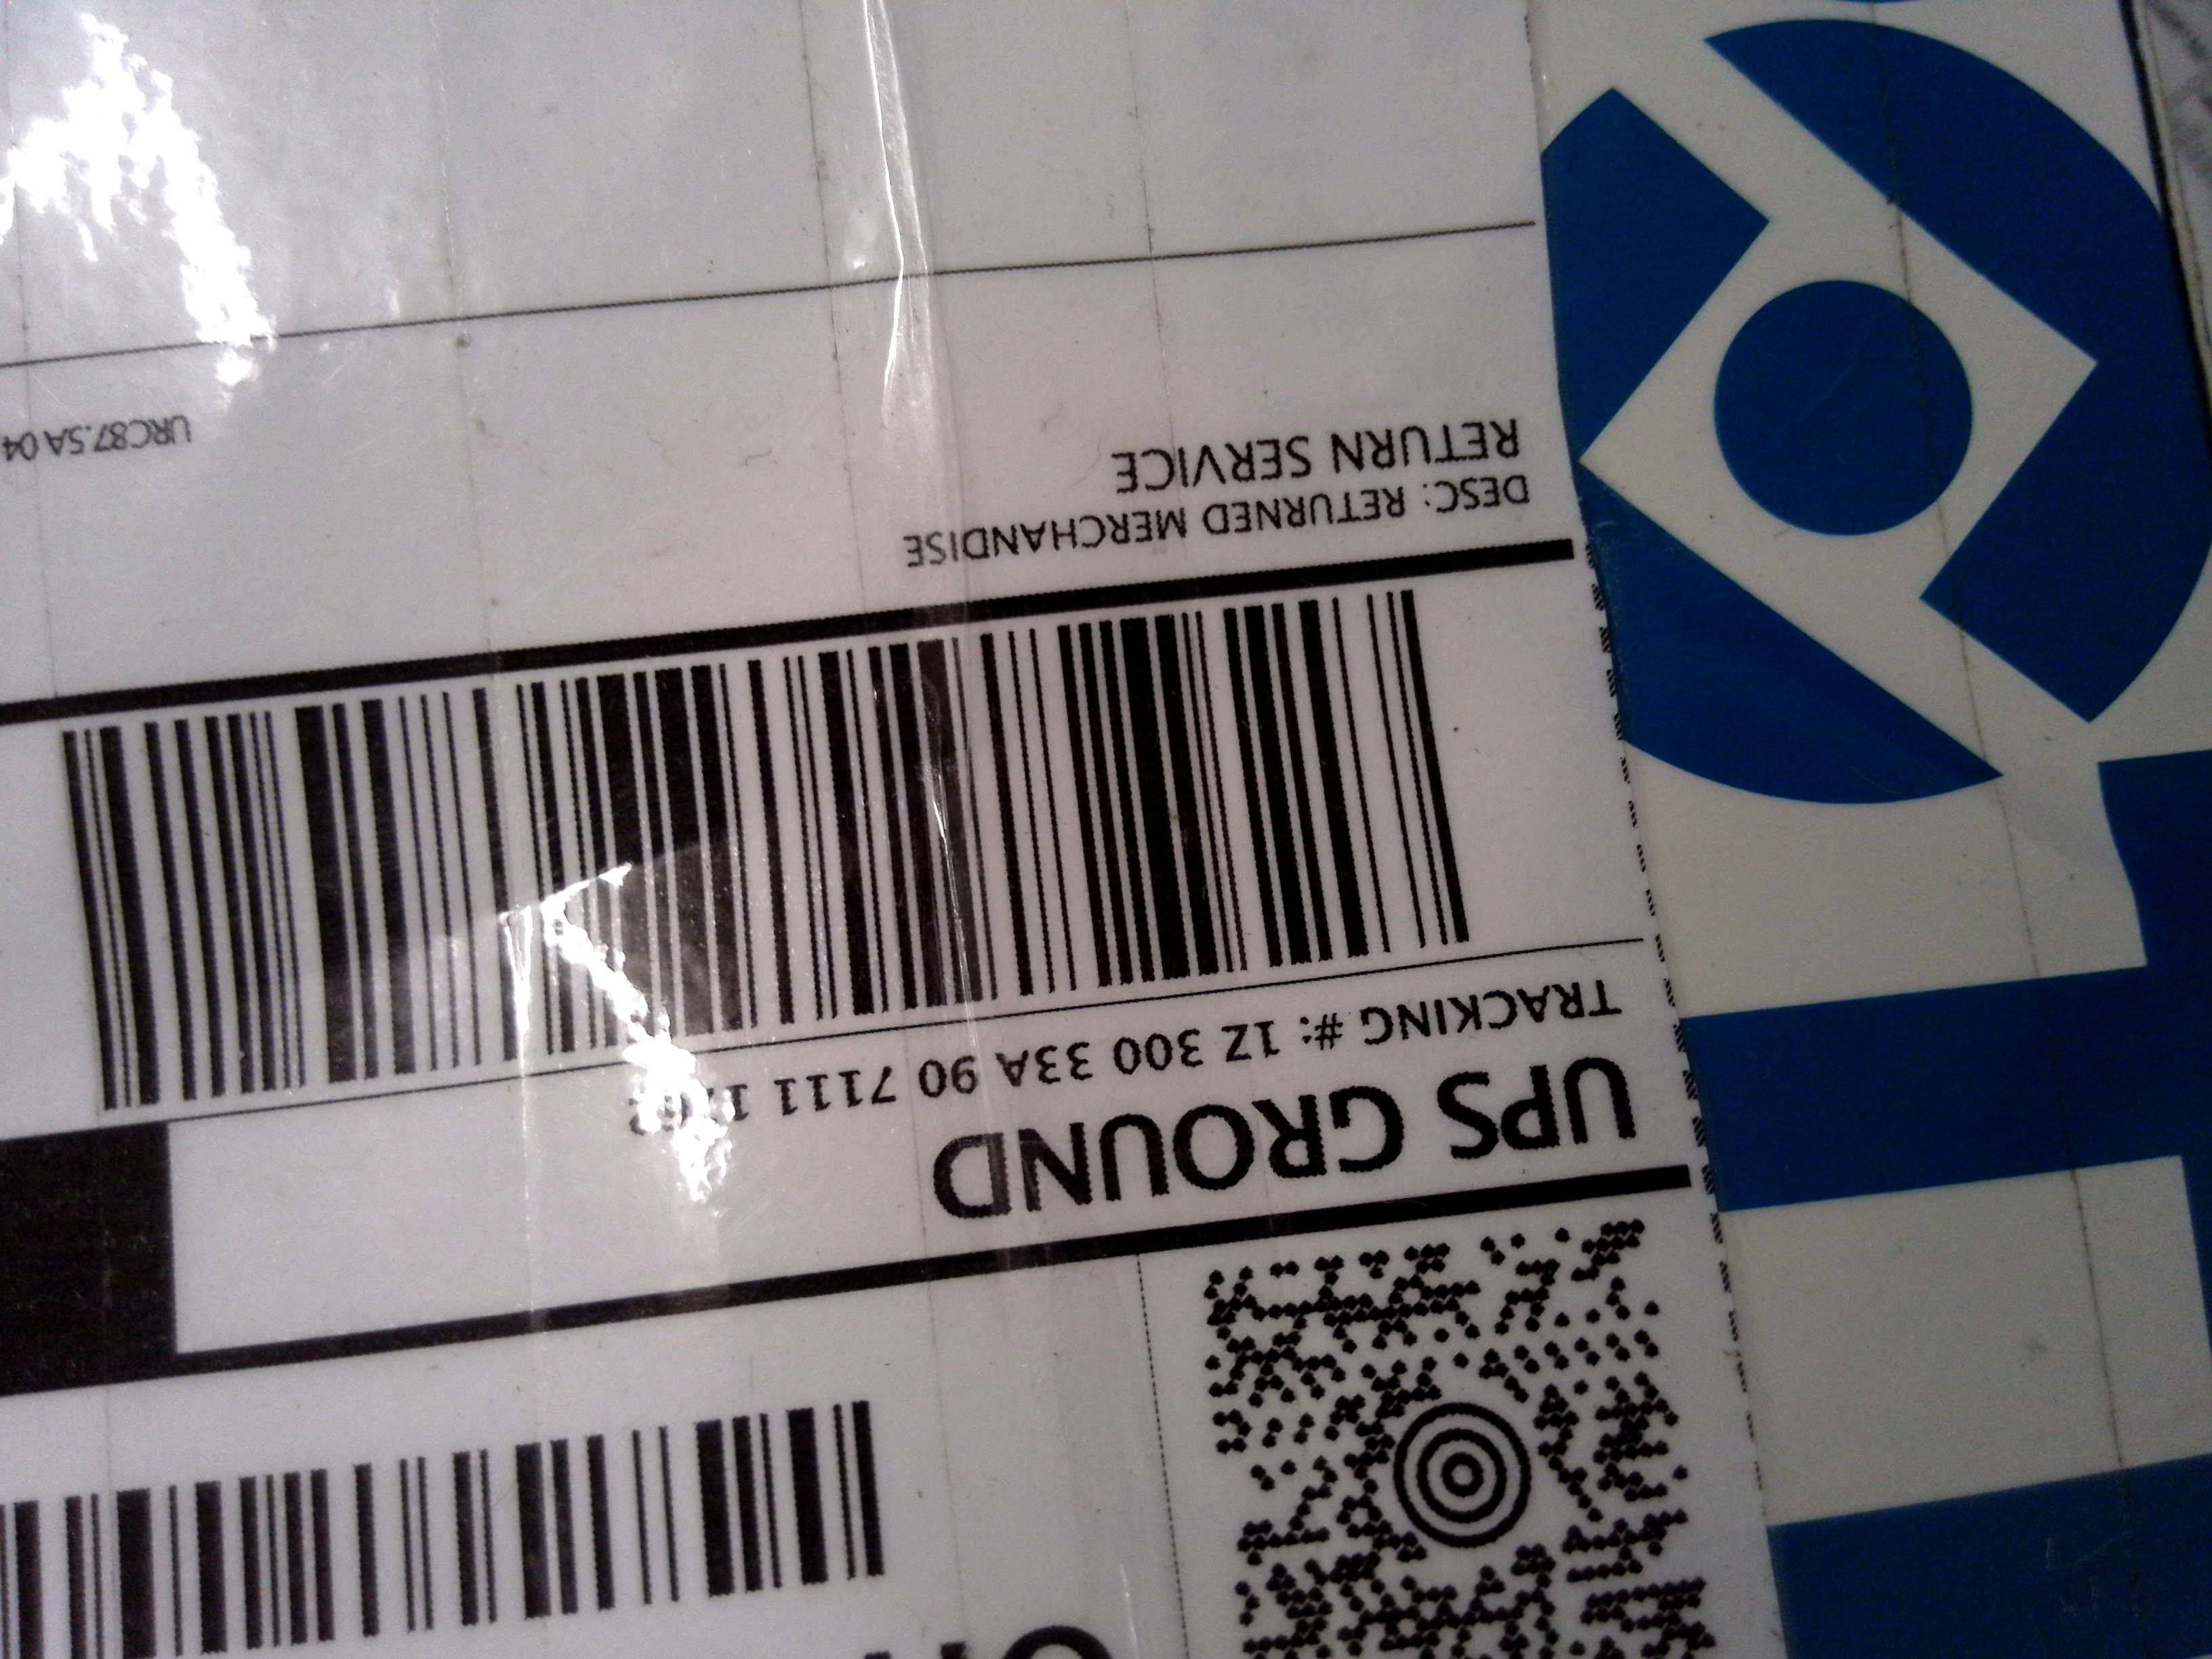 UPS GROUND
TRACKING #: 1Z 300 33A 90 7111
DESC: RETURNED MERCHANDISE
RETURN SERVICE
URC87.5A 04